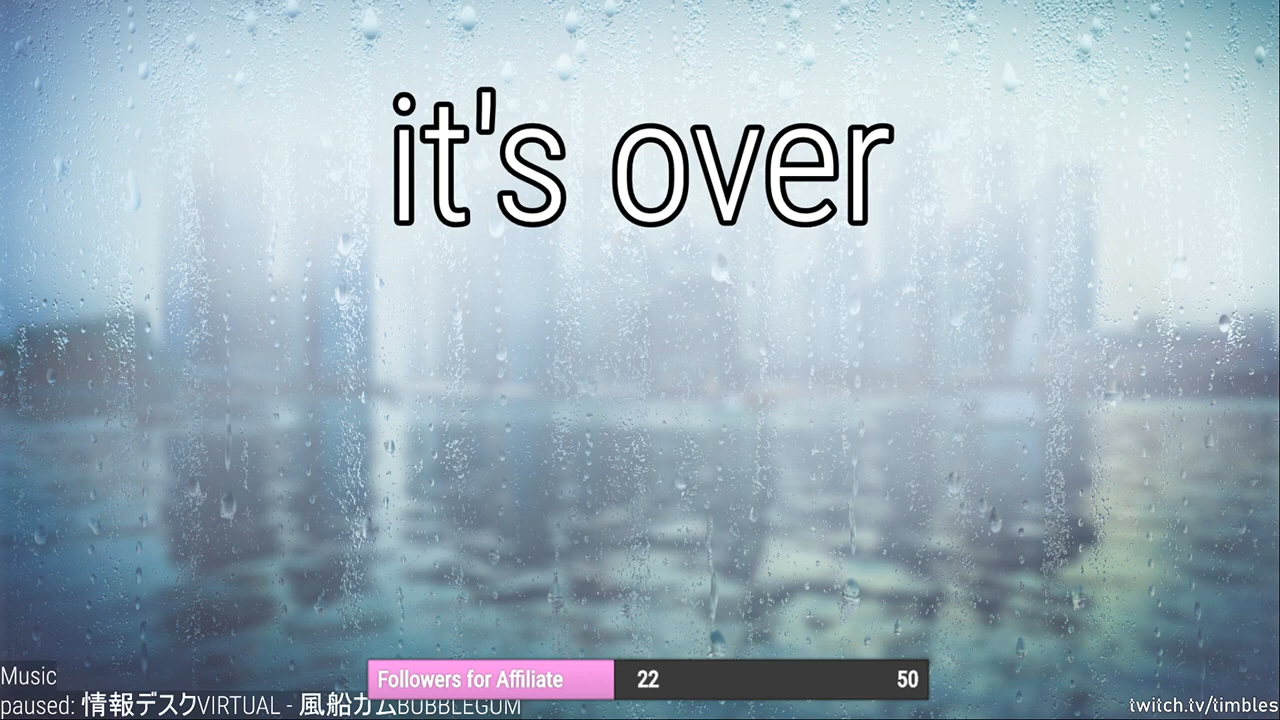 it's over
Followers for Affiliate 22 50
Music
paused: 情報デスクVIRTUAL - 風船ガムBUBBLEGUM
twitch.tv/timbles